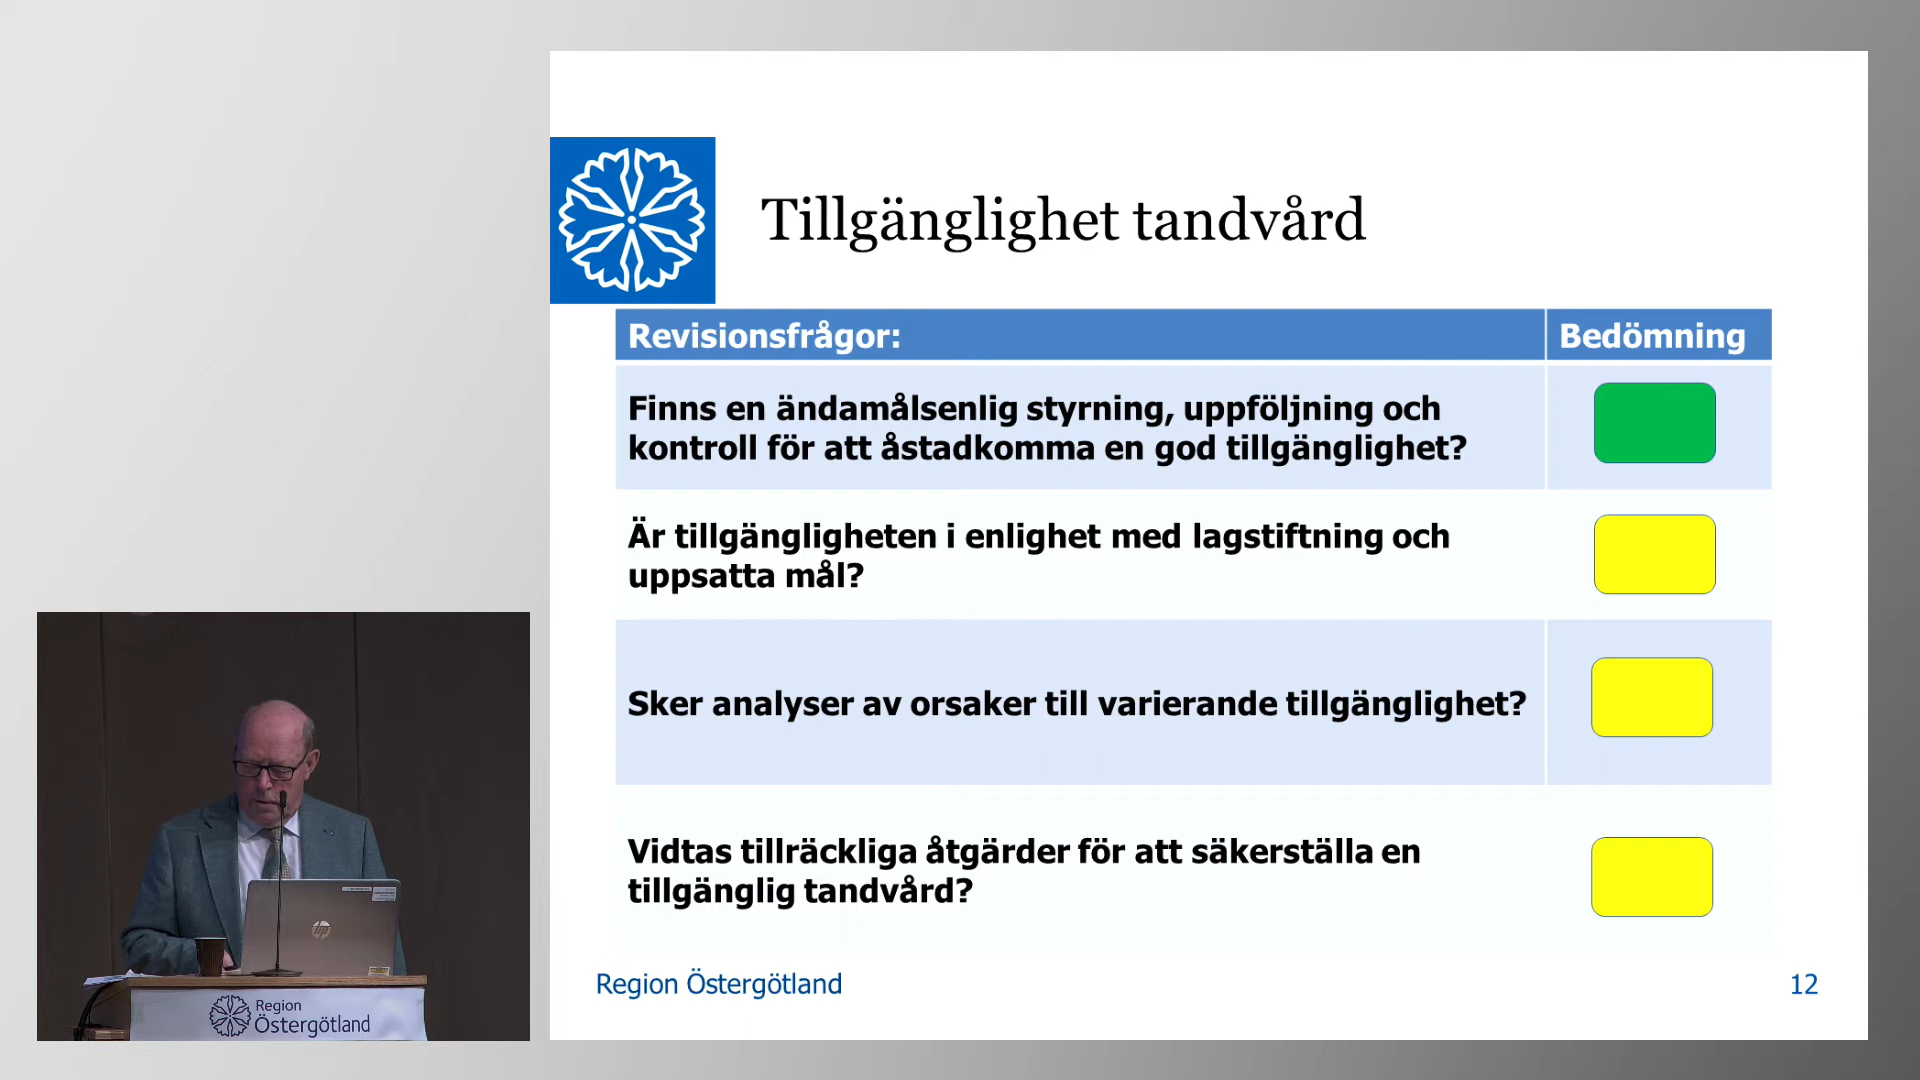 Tillgänglighet tandvård
Revisionsfrågor:
Bedömning
Finns en ändamålsenlig styrning, uppföljning och
kontroll för att åstadkomma en god tillgänglighet?
Är tillgängligheten i enlighet med lagstiftning och
uppsatta mål?
Sker analyser av orsaker till varierande tillgänglighet?
Vidtas tillräckliga åtgärder för att säkerställa en
tillgänglig tandvård?
Region Östergötland
12
hp
Region
Östergötland